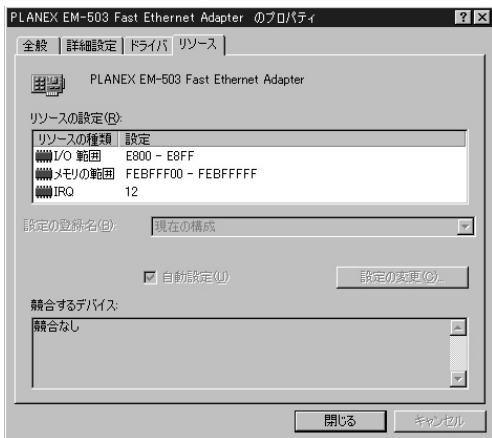 PLANEX EM-503 Fast Ethernet Adapter のプロパティ
全般 詳細設定 ドライバ リソース
PLANEX EM-503 Fast Ethernet Adapter
リソースの設定(R):
リソースの種類 設定
I/O 範囲 E800 - E8FF
メモリの範囲 FEBFFF00 - FEBFFFFF
IRQ 12
設定の登録名(B): 現在の構成
自動設定(U) 設定の変更(C)...
競合するデバイス:
競合なし
閉じる キャンセル